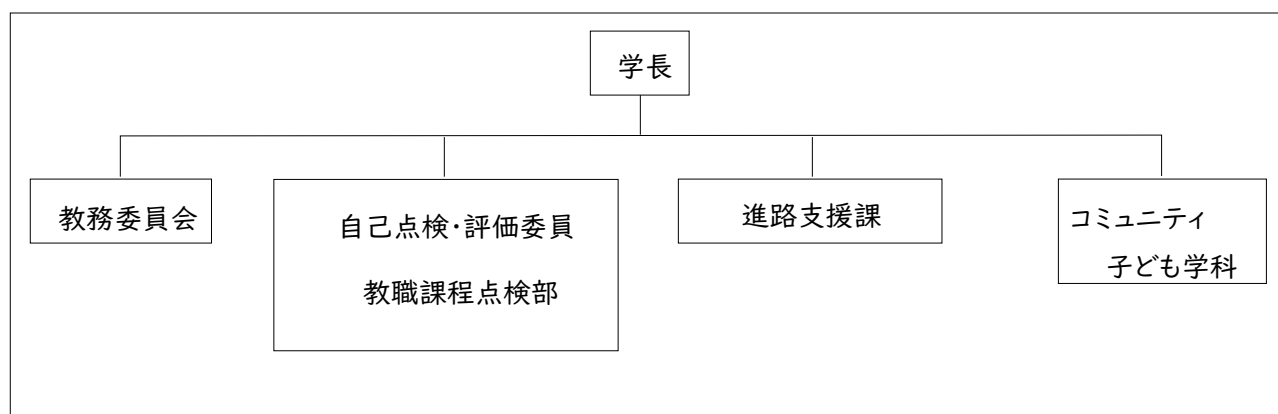 学長
教務委員会
自己点検・評価委員
教職課程点検部
進路支援課
コミュニティ
子ども学科